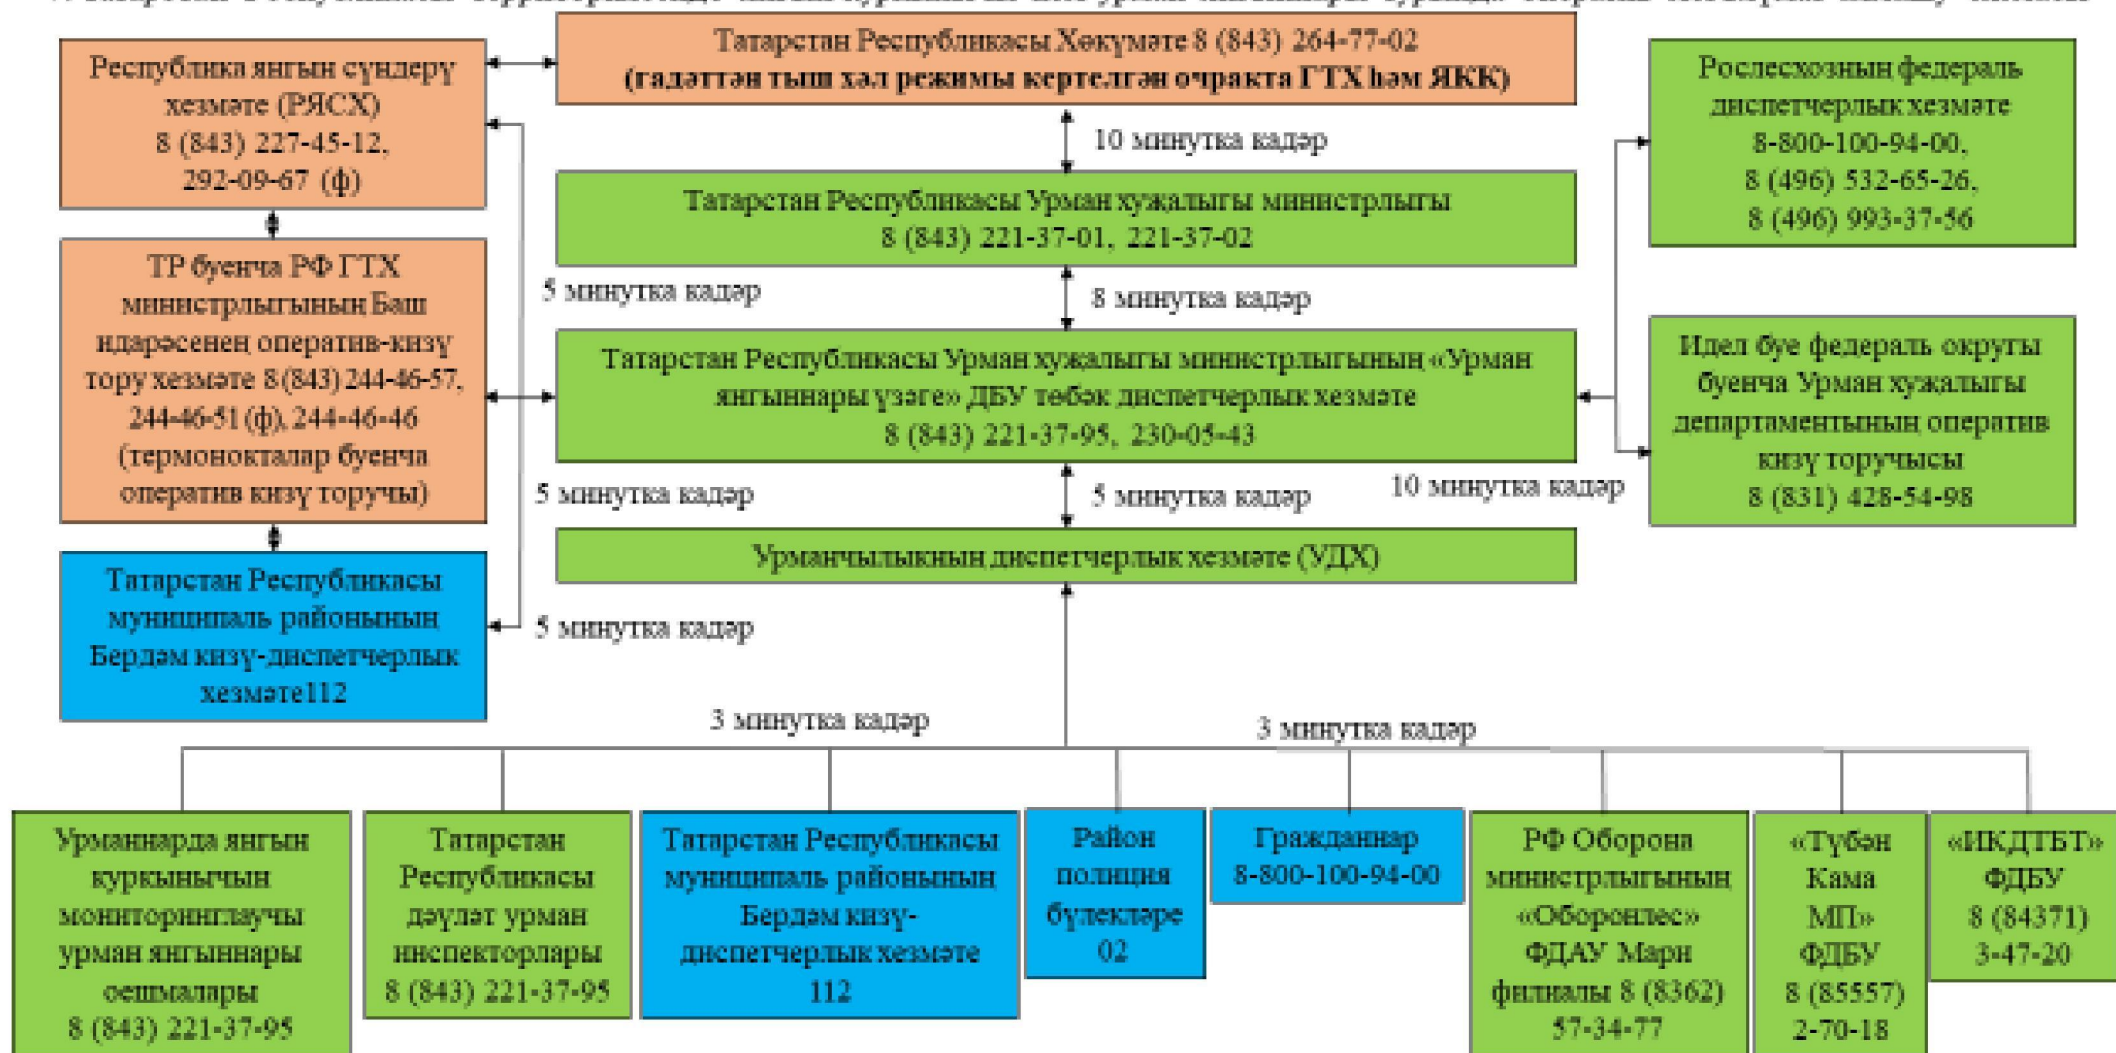 Татарстан Республикасы Хөкүмәте 8 (843) 264-77-02
(гадәттән тыш хәл режимы кертелгән очракта ГТХ һәм ЯКК)
Республика янгын сүндерү
хезмәте (РЯСХ)
8 (843) 227-45-12,
292-09-67 (ф)
Рослесхозның федераль
диспетчерлык хезмәте
8-800-100-94-00,
8 (496) 532-65-26,
8 (496) 993-37-56
10 минутка кадәр
Татарстан Республикасы Урман хуҗалыгы министрлыгы
8 (843) 221-37-01, 221-37-02
ТР буенча РФ ГТХ
министрлыгының Баш
идарәсенең оператив-кизү
тору хезмәте 8 (843) 244-46-57,
244-46-51 (ф), 244-46-46
(термонокталар буенча
оператив кизү торучы)
5 минутка кадәр
8 минутка кадәр
Татарстан Республикасы Урман хуҗалыгы министрлыгының «Урман
янгыннары үзәге» ДБУ төбәк диспетчерлык хезмәте
8 (843) 221-37-95, 230-05-43
Идел буе федераль округы
буенча Урман хуҗалыгы
департаментының оператив
кизү торучысы
8 (831) 428-54-98
5 минутка кадәр
5 минутка кадәр
10 минутка кадәр
Урманчылыкның диспетчерлык хезмәте (УДХ)
Татарстан Республикасы
муниципаль районының
Бердәм кизү-диспетчерлык
хезмәте112
5 минутка кадәр
3 минутка кадәр
3 минутка кадәр
Урманнарда янгын
куркынычын
мониторинглаучы
урман янгыннары
оешмалары
8 (843) 221-37-95
Татарстан
Республикасы
дәүләт урман
инспекторлары
8 (843) 221-37-95
Татарстан Республикасы
муниципаль районының
Бердәм кизү-
диспетчерлык хезмәте
112
Район
полиция
бүлекләре
02
Гражданнар
8-800-100-94-00
РФ Оборона
министрлыгының
«Оборонлес»
ФДАУ Мари
филиалы 8 (8362)
57-34-77
«Түбән
Кама
МП»
ФДБУ
8 (85557)
2-70-18
«ИКДТБТ»
ФДБУ
8 (84371)
3-47-20